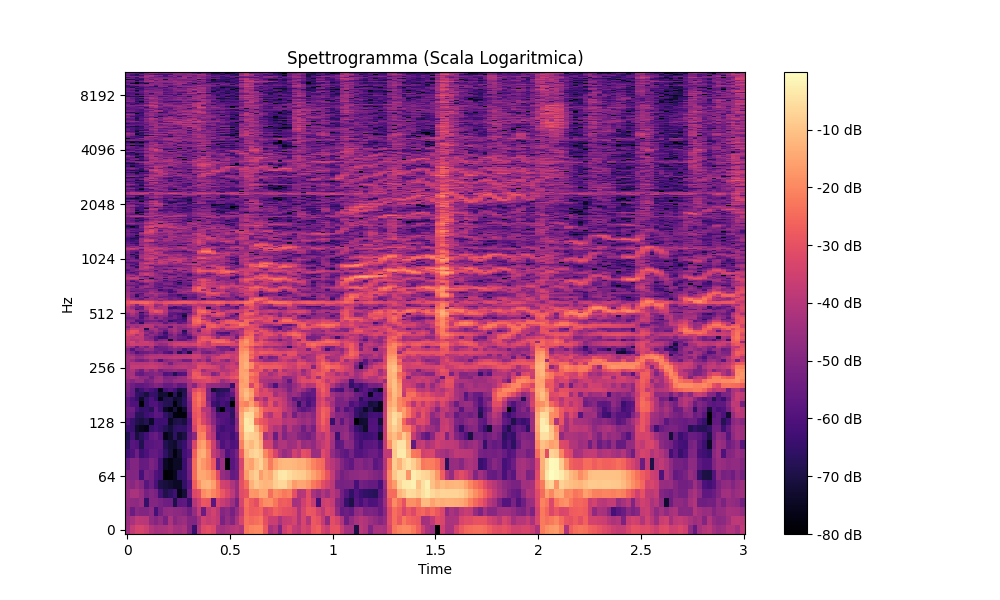 Spettrogramma (Scala Logaritmica)
8192
4096
2048
1024
512
256
128
64
0
Hz
0
0.5
1
1.5
2
2.5
3
Time
-10 dB
-20 dB
-30 dB
-40 dB
-50 dB
-60 dB
-70 dB
-80 dB